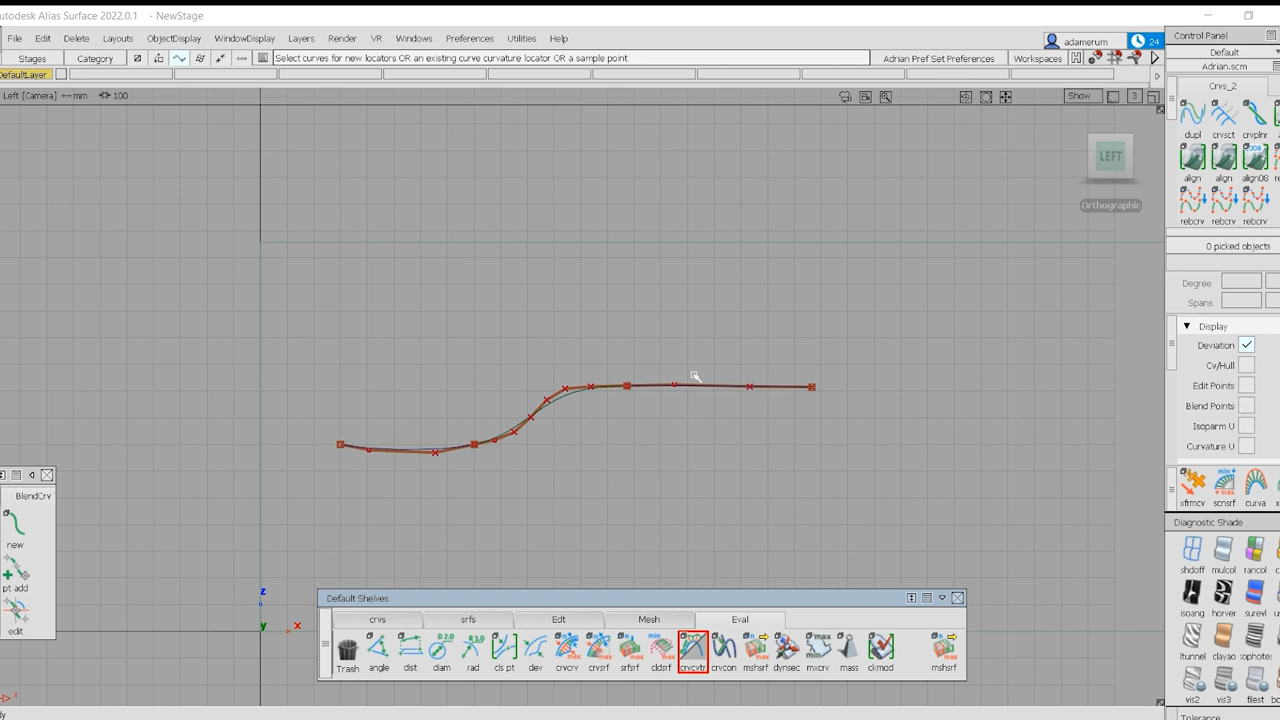 utodesk Alias Surface 2022.0.1 - NewStage
File Edit Delete Layouts ObjectDisplay WindowDisplay Layers Render VR Windows Preferences Utilities Help
adamerum 24
Stages Category Select curves for new locators OR an existing curve curvature locator OR a sample point Adrian Pref Set Preferences Workspaces
DefaultLayer
Left [Camera] mm 100 Show 3
LEFT
Orthographic
Control Panel
Default
Adrian.scm
Crvs_2
dupl crvsct crvplnr
align align align08
rebcrv rebcrv rebcrv
0 picked objects
Degree
Spans
Display
Deviation
Cv/Hull
Edit Points
Blend Points
Isoparm U
Curvature U
xfrmcv scnsrf curva
Diagnostic Shade
shdoff mulcol rancol
isoang horver surevl
ltunnel clayao
vis2 vis3 filest
Tolerance
BlendCrv
new
pt add
edit
z
y x
Default Shelves
crvs srfs Edt Mesh Eval
Trash angle dist diam rad cls pt dev crvcrv crvsrf srfsrf cldsrf crvcvtr crvcon mshsrf dynsec mxcrv mass ckmod mshsrf